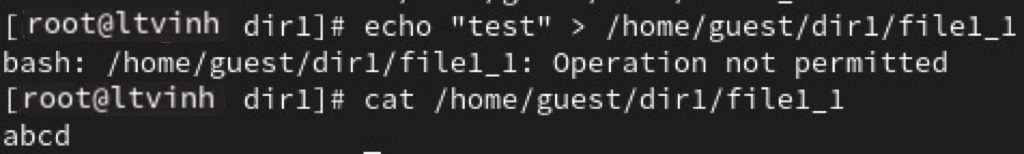 [root@ltvinh dir1]# echo "test" > /home/guest/dir1/file1_1
bash: /home/guest/dir1/file1_1: Operation not permitted
[root@ltvinh dir1]# cat /home/guest/dir1/file1_1
abcd